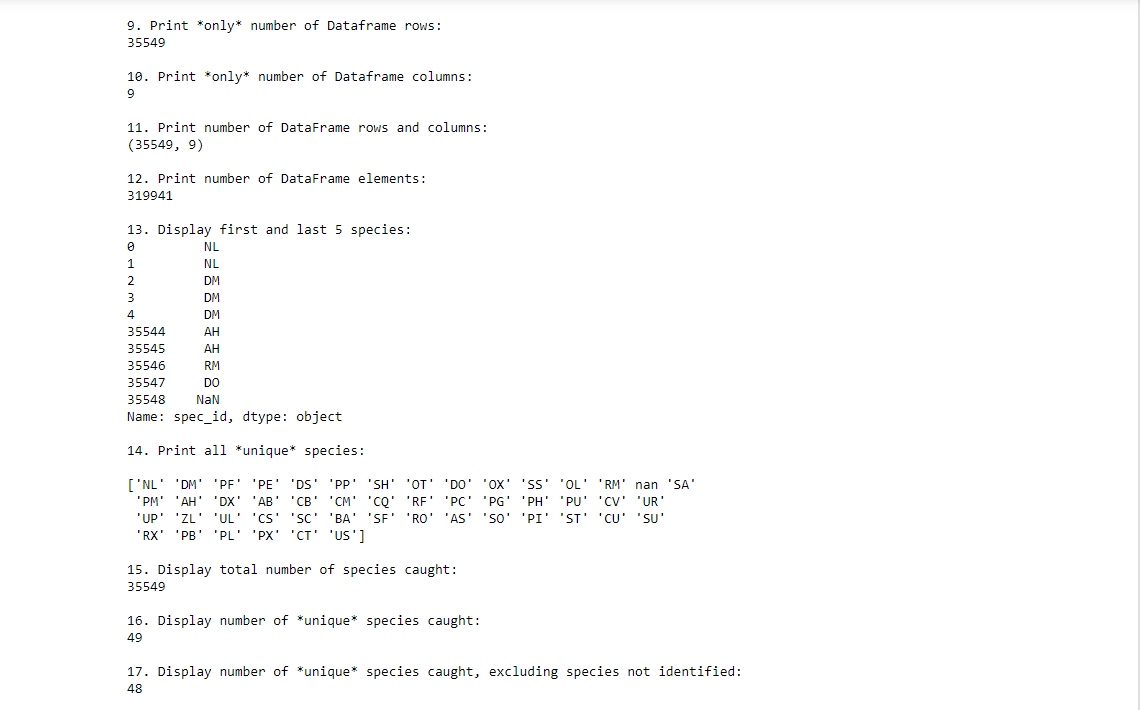 9. Print *only* number of Dataframe rows:
35549
10. Print *only* number of Dataframe columns:
9
11. Print number of DataFrame rows and columns:
(35549, 9)
12. Print number of DataFrame elements:
319941
13. Display first and last 5 species:
0 NL
1 NL
2 DM
3 DM
4 DM
35544 AH
35545 AH
35546 RM
35547 DO
35548 NaN
Name: spec_id, dtype: object
14. Print all *unique* species:
['NL' 'DM' 'PF' 'PE' 'DS' 'PP' 'SH' 'OT' 'DO' 'OX' 'SS' 'OL' 'RM' nan 'SA'
'PM' 'AH' 'DX' 'AB' 'CB' 'CM' 'CQ' 'RF' 'PC' 'PG' 'PH' 'PU' 'CV' 'UR'
'UP' 'ZL' 'UL' 'CS' 'SC' 'BA' 'SF' 'RO' 'AS' 'SO' 'PI' 'ST' 'CU' 'SU'
'RX' 'PB' 'PL' 'PX' 'CT' 'US']
15. Display total number of species caught:
35549
16. Display number of *unique* species caught:
49
17. Display number of *unique* species caught, excluding species not identified:
48